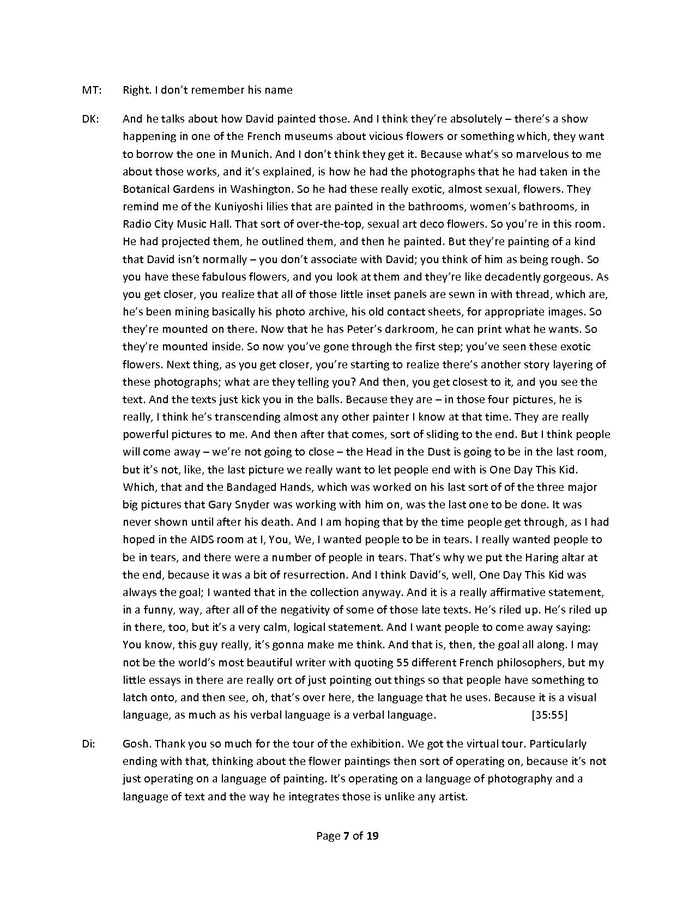 MT: Right. I don't remember his name
DK: And he talks about how David painted those. And I think they're absolutely – there's a show
happening in one of the French museums about vicious flowers or something which, they want
to borrow the one in Munich. And I don't think they get it. Because what's so marvelous to me
about those works, and it's explained, is how he had the photographs that he had taken in the
Botanical Gardens in Washington. So he had these really exotic, almost sexual, flowers. They
remind me of the Kuniyoshi lilies that are painted in the bathrooms, women's bathrooms, in
Radio City Music Hall. That sort of over-the-top, sexual art deco flowers. So you're in this room.
He had projected them, he outlined them, and then he painted. But they're painting of a kind
that David isn't normally – you don't associate with David; you think of him as being rough. So
you have these fabulous flowers, and you look at them and they're like decadently gorgeous. As
you get closer, you realize that all of those little inset panels are sewn in with thread, which are,
he's been mining basically his photo archive, his old contact sheets, for appropriate images. So
they're mounted on there. Now that he has Peter's darkroom, he can print what he wants. So
they're mounted inside. So now you've gone through the first step; you've seen these exotic
flowers. Next thing, as you get closer, you're starting to realize there's another story layering of
these photographs; what are they telling you? And then, you get closest to it, and you see the
text. And the texts just kick you in the balls. Because they are – in those four pictures, he is
really, I think he's transcending almost any other painter I know at that time. They are really
powerful pictures to me. And then after that comes, sort of sliding to the end. But I think people
will come away – we're not going to close – the Head in the Dust is going to be in the last room,
but it's not, like, the last picture we really want to let people end with is One Day This Kid.
Which, that and the Bandaged Hands, which was worked on his last sort of of the three major
big pictures that Gary Snyder was working with him on, was the last one to be done. It was
never shown until after his death. And I am hoping that by the time people get through, as I had
hoped in the AIDS room at I, You, We, I wanted people to be in tears. I really wanted people to
be in tears, and there were a number of people in tears. That's why we put the Haring altar at
the end, because it was a bit of resurrection. And I think David's, well, One Day This Kid was
always the goal; I wanted that in the collection anyway. And it is a really affirmative statement,
in a funny, way, after all of the negativity of some of those late texts. He's riled up. He's riled up
in there, too, but it's a very calm, logical statement. And I want people to come away saying:
You know, this guy really, it's gonna make me think. And that is, then, the goal all along. I may
not be the world's most beautiful writer with quoting 55 different French philosophers, but my
little essays in there are really ort of just pointing out things so that people have something to
latch onto, and then see, oh, that's over here, the language that he uses. Because it is a visual
language, as much as his verbal language is a verbal language. [35:55]
Di: Gosh. Thank you so much for the tour of the exhibition. We got the virtual tour. Particularly
ending with that, thinking about the flower paintings then sort of operating on, because it's not
just operating on a language of painting. It's operating on a language of photography and a
language of text and the way he integrates those is unlike any artist.
Page 7 of 19